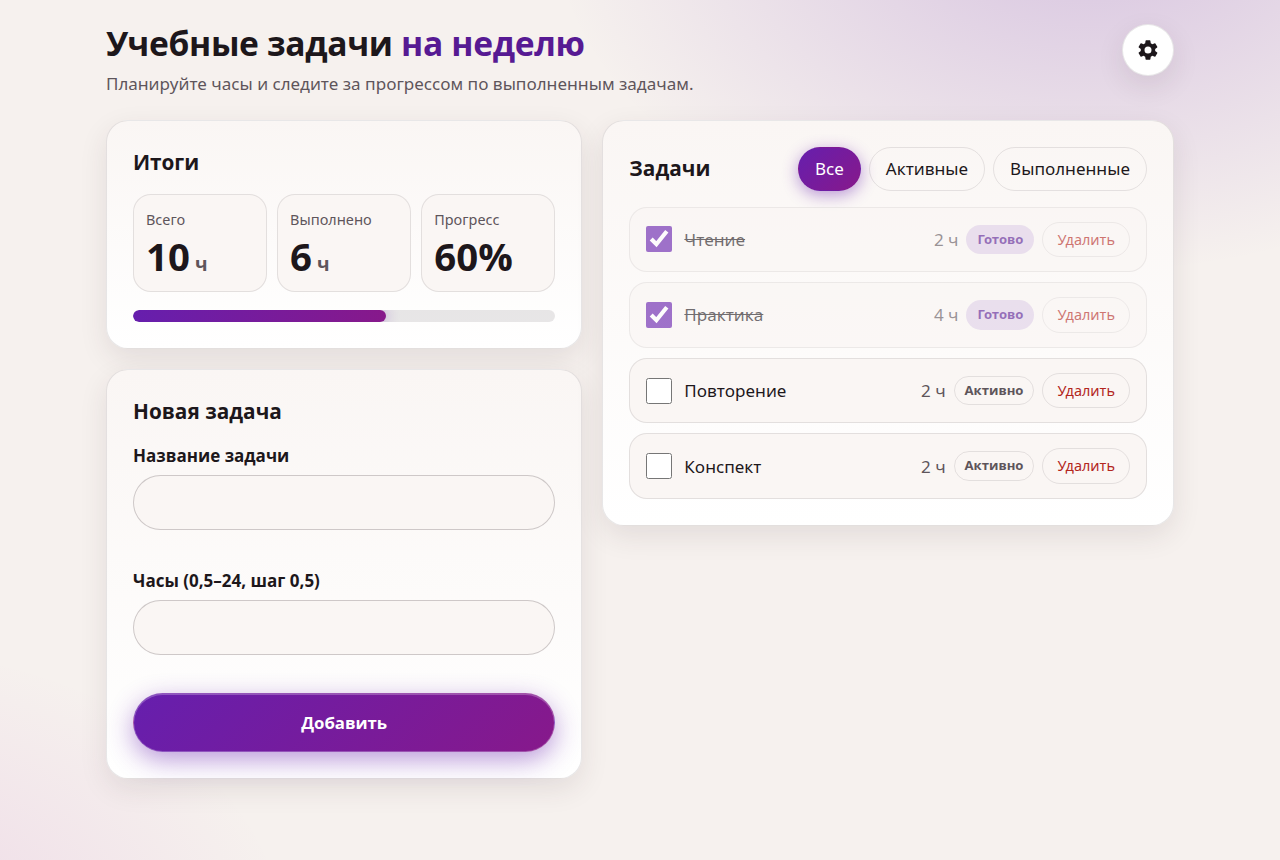 Учебные задачи на неделю
Планируйте часы и следите за прогрессом по выполненным задачам.
Итоги
Всего
10 ч
Выполнено
6 ч
Прогресс
60%
Новая задача
Название задачи
Часы (0,5–24, шаг 0,5)
Добавить
Задачи
Все Активные Выполненные
Чтение 2 ч Готово Удалить
Практика 4 ч Готово Удалить
Повторение 2 ч Активно Удалить
Конспект 2 ч Активно Удалить